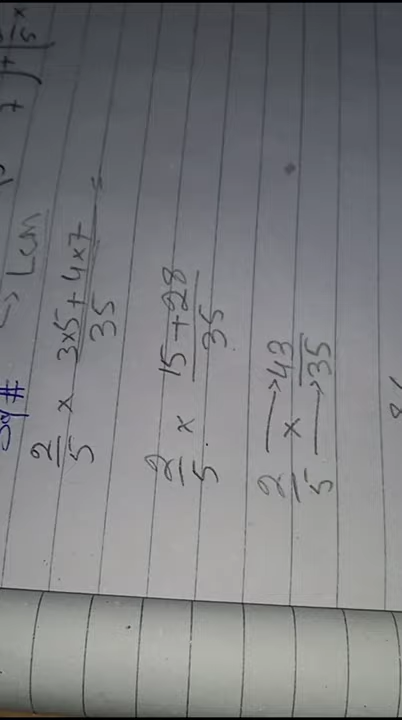 → LCM
2/5 × (3×5+4×7)/35 =
2/5 × (15+28)/35
2/5 × 43/35